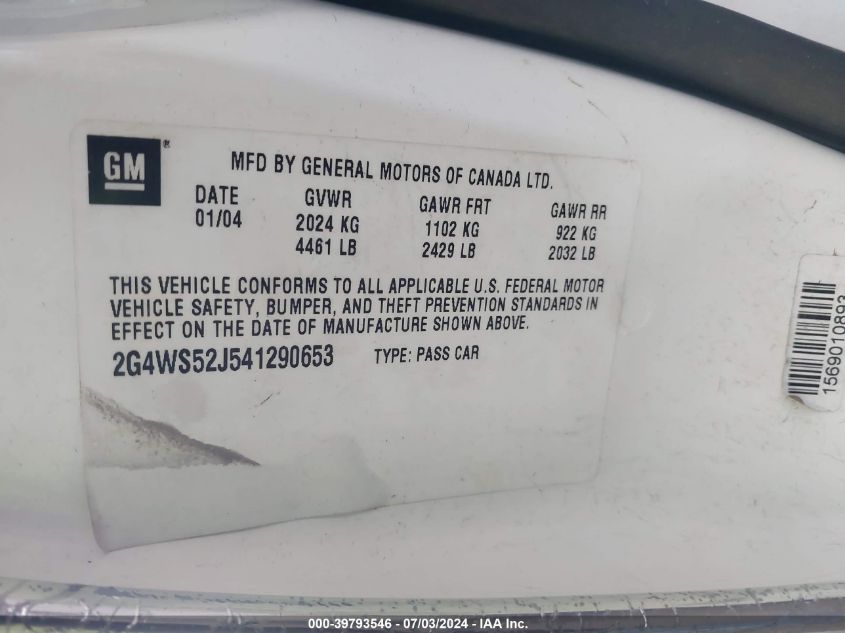 GM ®
MFD BY GENERAL MOTORS OF CANADA LTD.
DATE GVWR GAWR FRT GAWR RR
01/04 2024 KG 1102 KG 922 KG
4461 LB 2429 LB 2032 LB
THIS VEHICLE CONFORMS TO ALL APPLICABLE U.S. FEDERAL MOTOR
VEHICLE SAFETY, BUMPER, AND THEFT PREVENTION STANDARDS IN
EFFECT ON THE DATE OF MANUFACTURE SHOWN ABOVE.
2G4WS52J541290653 TYPE: PASS CAR
1569010893
000-39793546 - 07/03/2024 - IAA Inc.